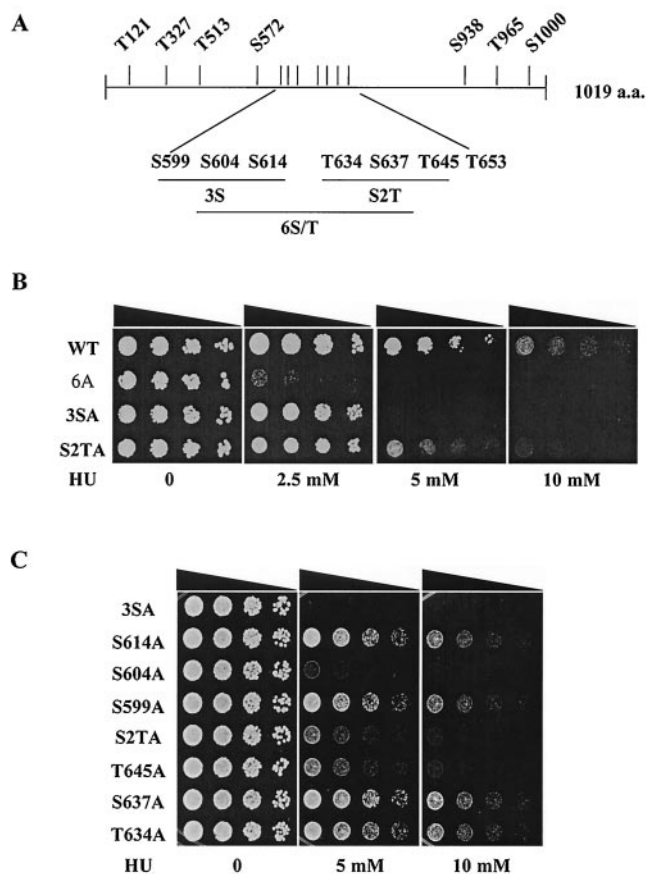 A
T121 T327 T513 S572 S938 T965 S1000
1019 a.a.
S599 S604 S614 T634 S637 T645 T653
3S S2T
6S/T
B
WT
6A
3SA
S2TA
HU 0 2.5 mM 5 mM 10 mM
C
3SA
S614A
S604A
S599A
S2TA
T645A
S637A
T634A
HU 0 5 mM 10 mM